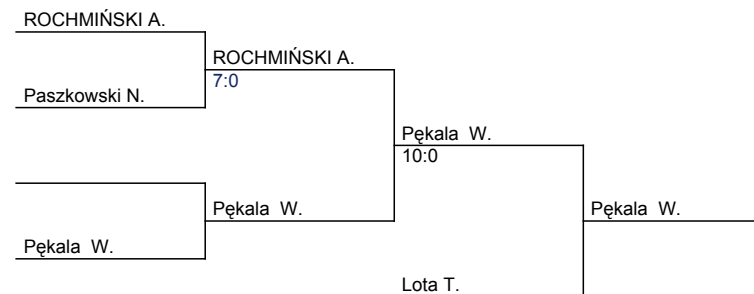 ROCHMIŃSKI A.
ROCHMIŃSKI A.
7:0
Paszkowski N.
Pękala  W.
10:0
Pękala  W.
Pękala  W.
Pękala  W.
Lota T.